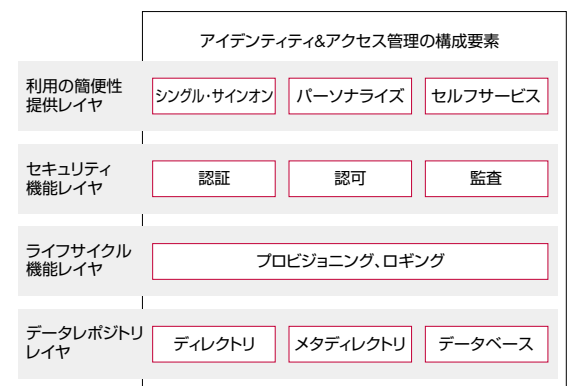 アイデンティティ&アクセス管理の構成要素
利用の簡便性
提供レイヤ
シングル・サインオン
パーソナライズ
セルフサービス
セキュリティ
機能レイヤ
認証
認可
監査
ライフサイクル
機能レイヤ
プロビジョニング、ロギング
データレポジトリ
レイヤ
ディレクトリ
メタディレクトリ
データベース